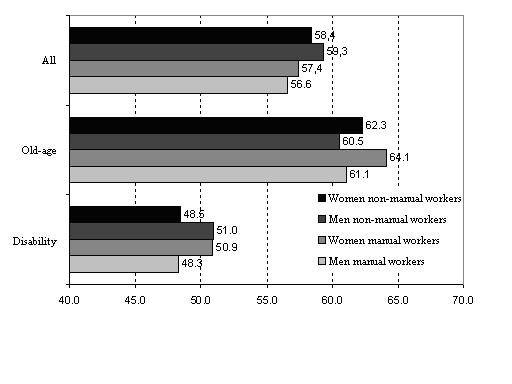 All
58,4
59,3
57,4
56.6
Old-age
62.3
60.5
64.1
61.1
Disability
48.5
51.0
50.9
48.3
Women non-manual workers
Men non-manual workers
Women manual workers
Men manual workers
40.0 45.0 50.0 55.0 60.0 65.0 70.0